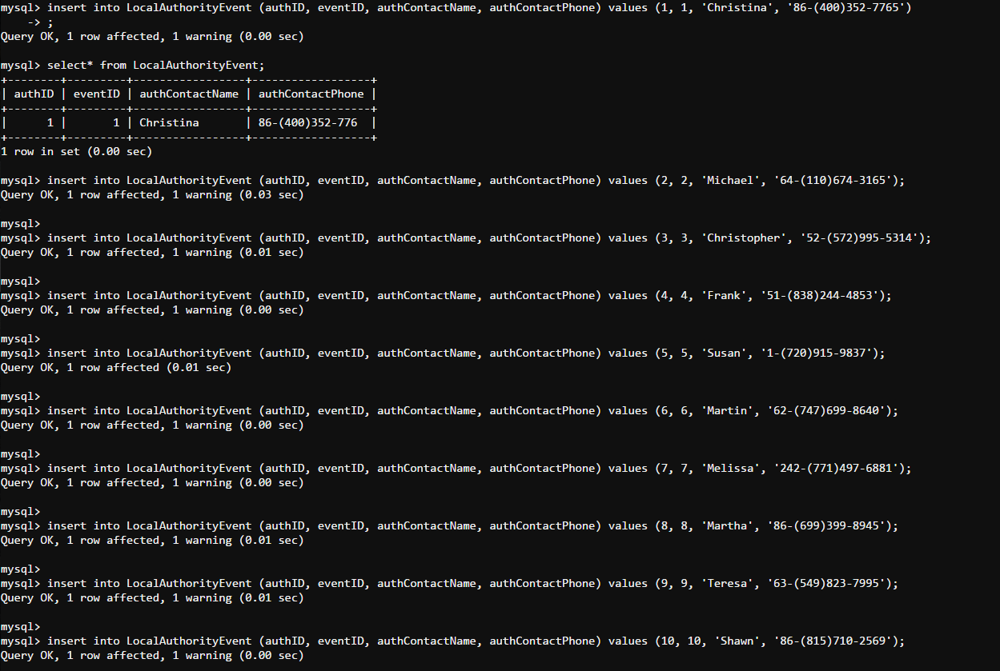 mysql> insert into LocalAuthorityEvent (authID, eventID, authContactName, authContactPhone) values (1, 1, 'Christina', '86-(400)352-7765')
    -> ;
Query OK, 1 row affected, 1 warning (0.00 sec)
mysql> select* from LocalAuthorityEvent;
+--------+---------+-----------------+------------------+
| authID | eventID | authContactName | authContactPhone |
+--------+---------+-----------------+------------------+
|      1 |       1 | Christina       | 86-(400)352-776  |
+--------+---------+-----------------+------------------+
1 row in set (0.00 sec)
mysql> insert into LocalAuthorityEvent (authID, eventID, authContactName, authContactPhone) values (2, 2, 'Michael', '64-(110)674-3165');
Query OK, 1 row affected, 1 warning (0.03 sec)
mysql>
mysql> insert into LocalAuthorityEvent (authID, eventID, authContactName, authContactPhone) values (3, 3, 'Christopher', '52-(572)995-5314');
Query OK, 1 row affected, 1 warning (0.01 sec)
mysql>
mysql> insert into LocalAuthorityEvent (authID, eventID, authContactName, authContactPhone) values (4, 4, 'Frank', '51-(838)244-4853');
Query OK, 1 row affected, 1 warning (0.00 sec)
mysql>
mysql> insert into LocalAuthorityEvent (authID, eventID, authContactName, authContactPhone) values (5, 5, 'Susan', '1-(720)915-9837');
Query OK, 1 row affected (0.01 sec)
mysql>
mysql> insert into LocalAuthorityEvent (authID, eventID, authContactName, authContactPhone) values (6, 6, 'Martin', '62-(747)699-8640');
Query OK, 1 row affected, 1 warning (0.00 sec)
mysql>
mysql> insert into LocalAuthorityEvent (authID, eventID, authContactName, authContactPhone) values (7, 7, 'Melissa', '242-(771)497-6881');
Query OK, 1 row affected, 1 warning (0.00 sec)
mysql>
mysql> insert into LocalAuthorityEvent (authID, eventID, authContactName, authContactPhone) values (8, 8, 'Martha', '86-(699)399-8945');
Query OK, 1 row affected, 1 warning (0.01 sec)
mysql>
mysql> insert into LocalAuthorityEvent (authID, eventID, authContactName, authContactPhone) values (9, 9, 'Teresa', '63-(549)823-7995');
Query OK, 1 row affected, 1 warning (0.01 sec)
mysql>
mysql> insert into LocalAuthorityEvent (authID, eventID, authContactName, authContactPhone) values (10, 10, 'Shawn', '86-(815)710-2569');
Query OK, 1 row affected, 1 warning (0.00 sec)